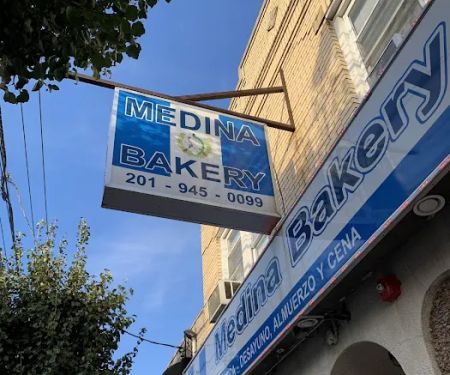 MEDINA
BAKERY
201 - 945 - 0099
Medina Bakery
DESAYUNO, ALMUERZO Y CENA